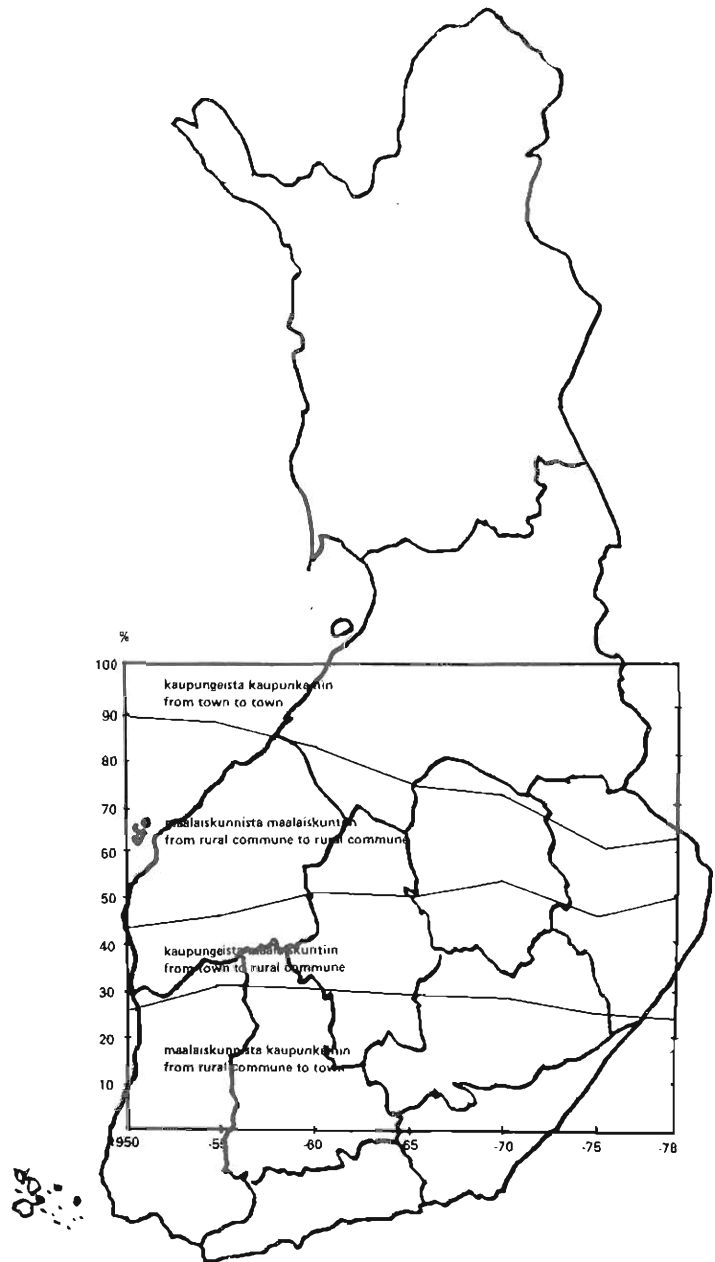 %
100
kaupungeista kaupunkeihin
from town to town
90
80
70
maalaiskunnista maalaiskuntiin
from rural commune to rural commune
60
50
40
kaupungeista maalaiskuntiin
from town to rural commune
30
20
maalaiskunnista kaupunkeihin
from rural commune to town
10
1950 -55 -60 -65 -70 -75 -78